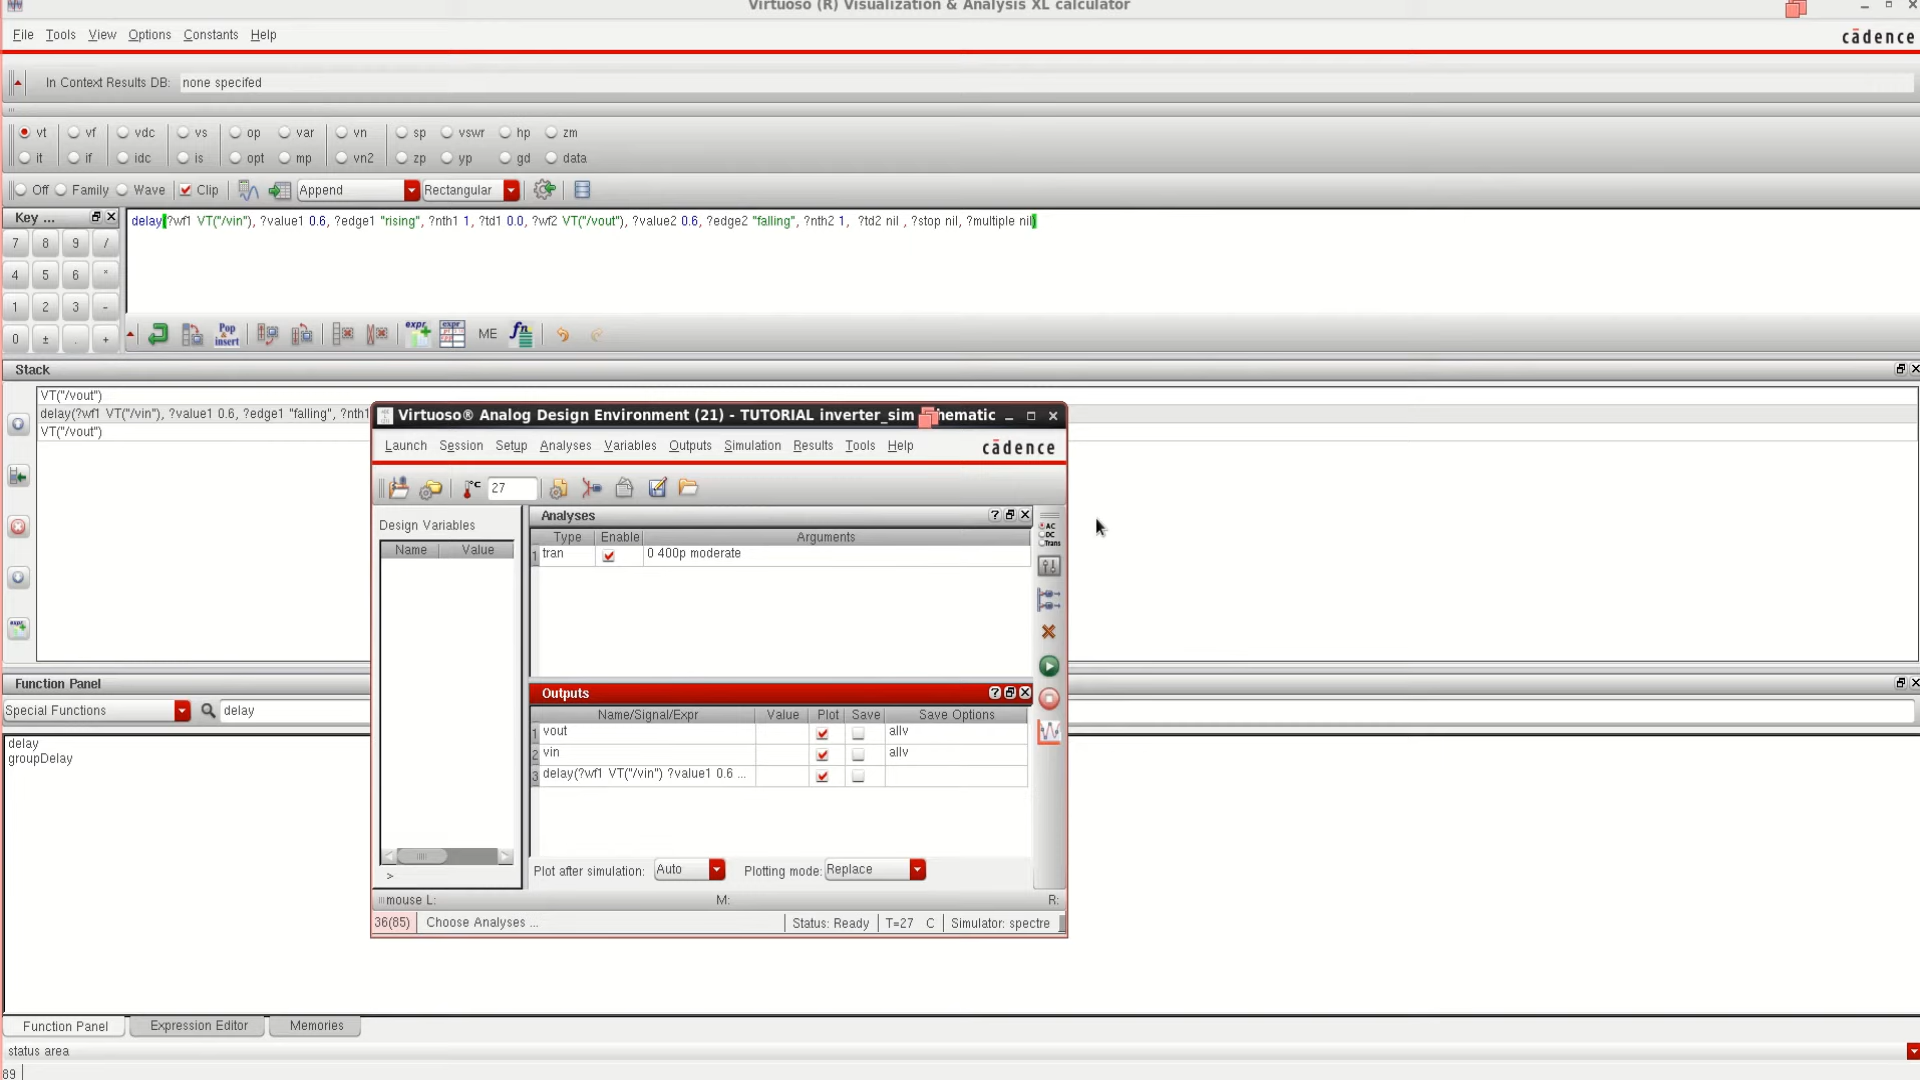 Virtuoso (R) Visualization & Analysis XL calculator
File Tools View Options Constants Help
cādence
In Context Results DB: none specifed
vt vf vdc vs op var vn sp vswr hp zm
it if idc is opt mp vn2 zp yp gd data
Off Family Wave Clip Append Rectangular
Key ...
delay(?wf1 VT("/vin"), ?value1 0.6, ?edge1 "rising", ?nth1 1, ?td1 0.0, ?wf2 VT("/vout"), ?value2 0.6, ?edge2 "falling", ?nth2 1, ?td2 nil , ?stop nil, ?multiple nil)
7 8 9 /
4 5 6 *
1 2 3 -
0 ± . +
Pop insert expr expr ME fn
Stack
VT("/vout")
delay(?wf1 VT("/vin"), ?value1 0.6, ?edge1 "falling", ?nth1
VT("/vout")
expr
Virtuoso® Analog Design Environment (21) - TUTORIAL inverter_sim hematic
Launch Session Setup Analyses Variables Outputs Simulation Results Tools Help
cādence
°C 27
Design Variables
Name Value
>
Analyses
Type Enable Arguments
1 tran 0 400p moderate
AC
DC
Trans
Outputs
Name/Signal/Expr Value Plot Save Save Options
1 vout allv
2 vin allv
3 delay(?wf1 VT("/vin") ?value1 0.6 ...
Plot after simulation: Auto Plotting mode: Replace
mouse L: M: R:
36(85) Choose Analyses ... Status: Ready T=27 C Simulator: spectre
Function Panel
Special Functions delay
delay
groupDelay
Function Panel Expression Editor Memories
status area
89